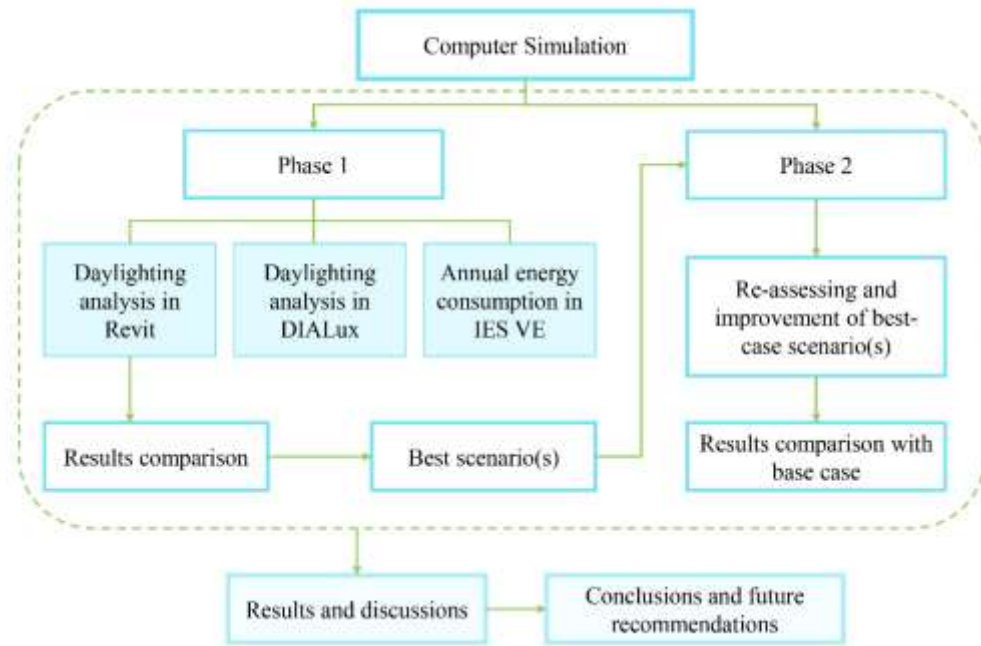 Computer Simulation
Phase 1
Phase 2
Daylighting
analysis in
Revit
Daylighting
analysis in
DIALux
Annual energy
consumption in
IES VE
Re-assessing and
improvement of best-
case scenario(s)
Results comparison
Best scenario(s)
Results comparison with
base case
Results and discussions
Conclusions and future
recommendations